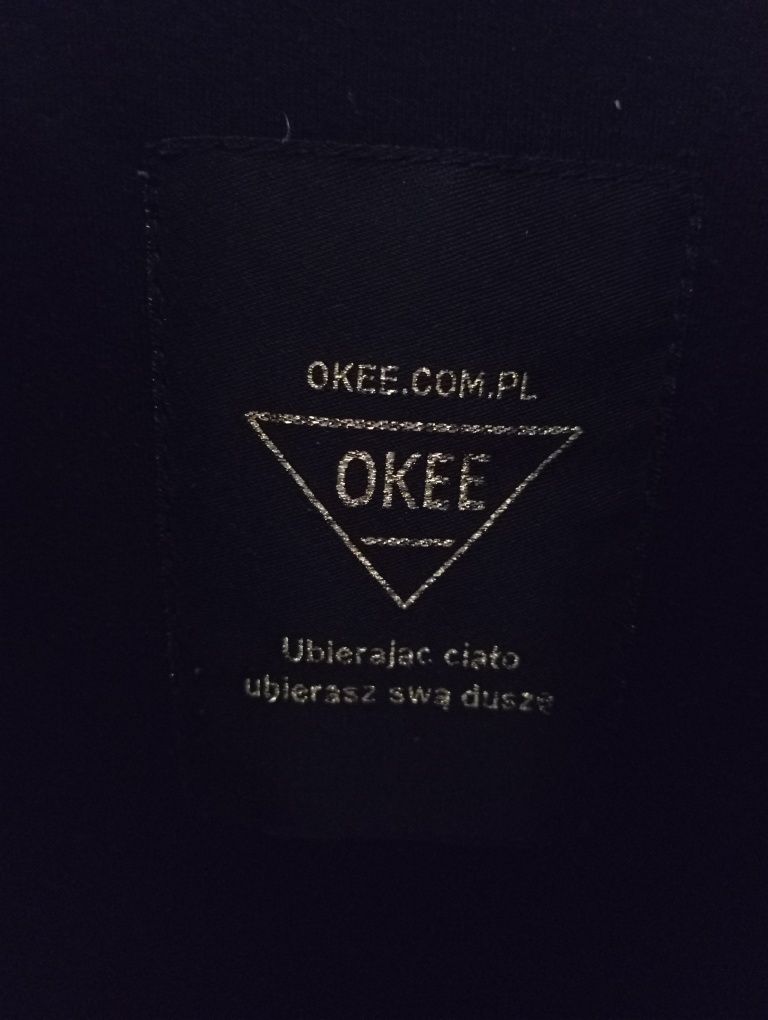 OKEE.COM.PL
OKEE
Ubierając ciało
ubierasz swą duszę